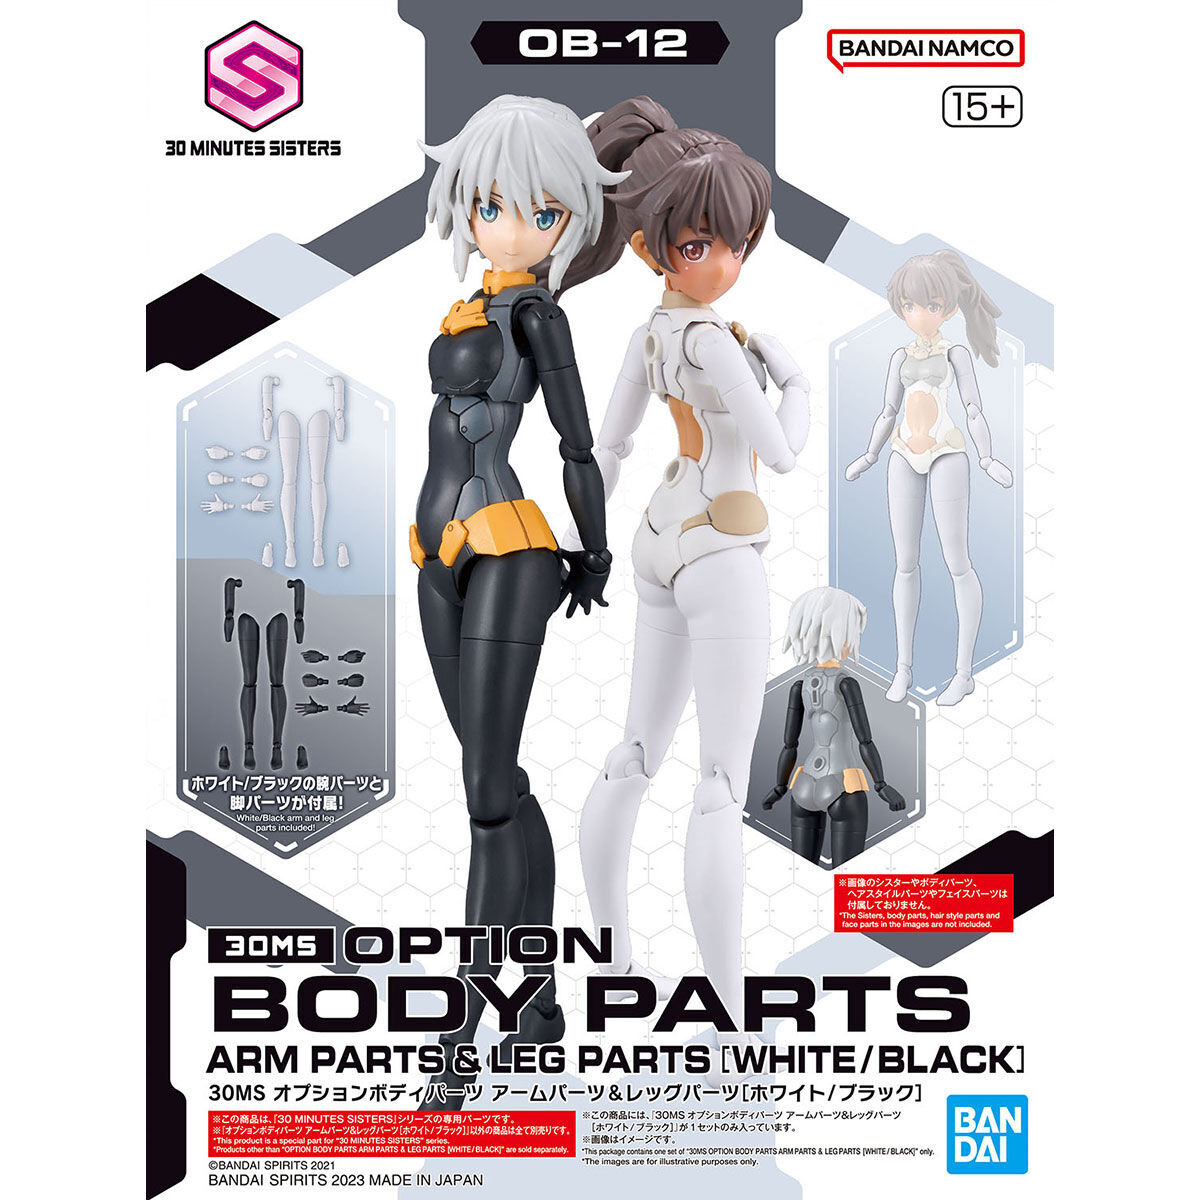 OB-12
BANDAI NAMCO
15+
S
30 MINUTES SISTERS
ホワイト/ブラックの腕パーツと
脚パーツが付属!
White/Black arm and leg
parts included!
※画像のシスターやボディパーツ、
ヘアスタイルパーツやフェイスパーツは
付属しておりません。
*The Sisters, body parts, hair style parts and
face parts in the images are not included.
30MS OPTION
BODY PARTS
ARM PARTS & LEG PARTS [WHITE/BLACK]
30MS オプションボディパーツ アームパーツ&レッグパーツ[ホワイト/ブラック]
※この商品は、「30 MINUTES SISTERS」シリーズの専用パーツです。
※「オプションボディパーツ アームパーツ&レッグパーツ[ホワイト/ブラック]」以外の商品は全て別売りです。
*This product is a special part for "30 MINUTES SISTERS" series.
*Products other than "OPTION BODY PARTS ARM PARTS & LEG PARTS [WHITE/BLACK]" are sold separately.
※この商品には、「30MS オプションボディパーツ アームパーツ&レッグパーツ
[ホワイト/ブラック]」が1セットのみ入っています。
※画像はイメージです。
*This package contains one set of "30MS OPTION BODY PARTS ARM PARTS & LEG PARTS [WHITE/BLACK]" only.
*The images are for illustrative purposes only.
©BANDAI SPIRITS 2021
BANDAI SPIRITS 2023 MADE IN JAPAN
BAN
DAI